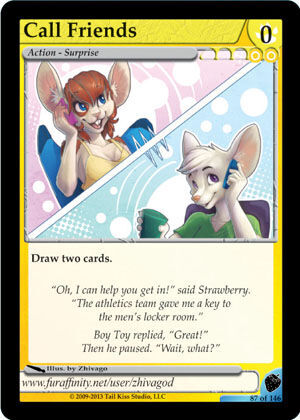 Call Friends
0
Action - Surprise
Draw two cards.
“Oh, I can help you get in!” said Strawberry.
“The athletics team gave me a key to
the men’s locker room.”
Boy Toy replied, “Great!”
Then he paused. “Wait, what?”
Illus. by Zhivago
www.furaffinity.net/user/zhivagod
87 of 146
© 2009-2013 Tail Kiss Studio, LLC